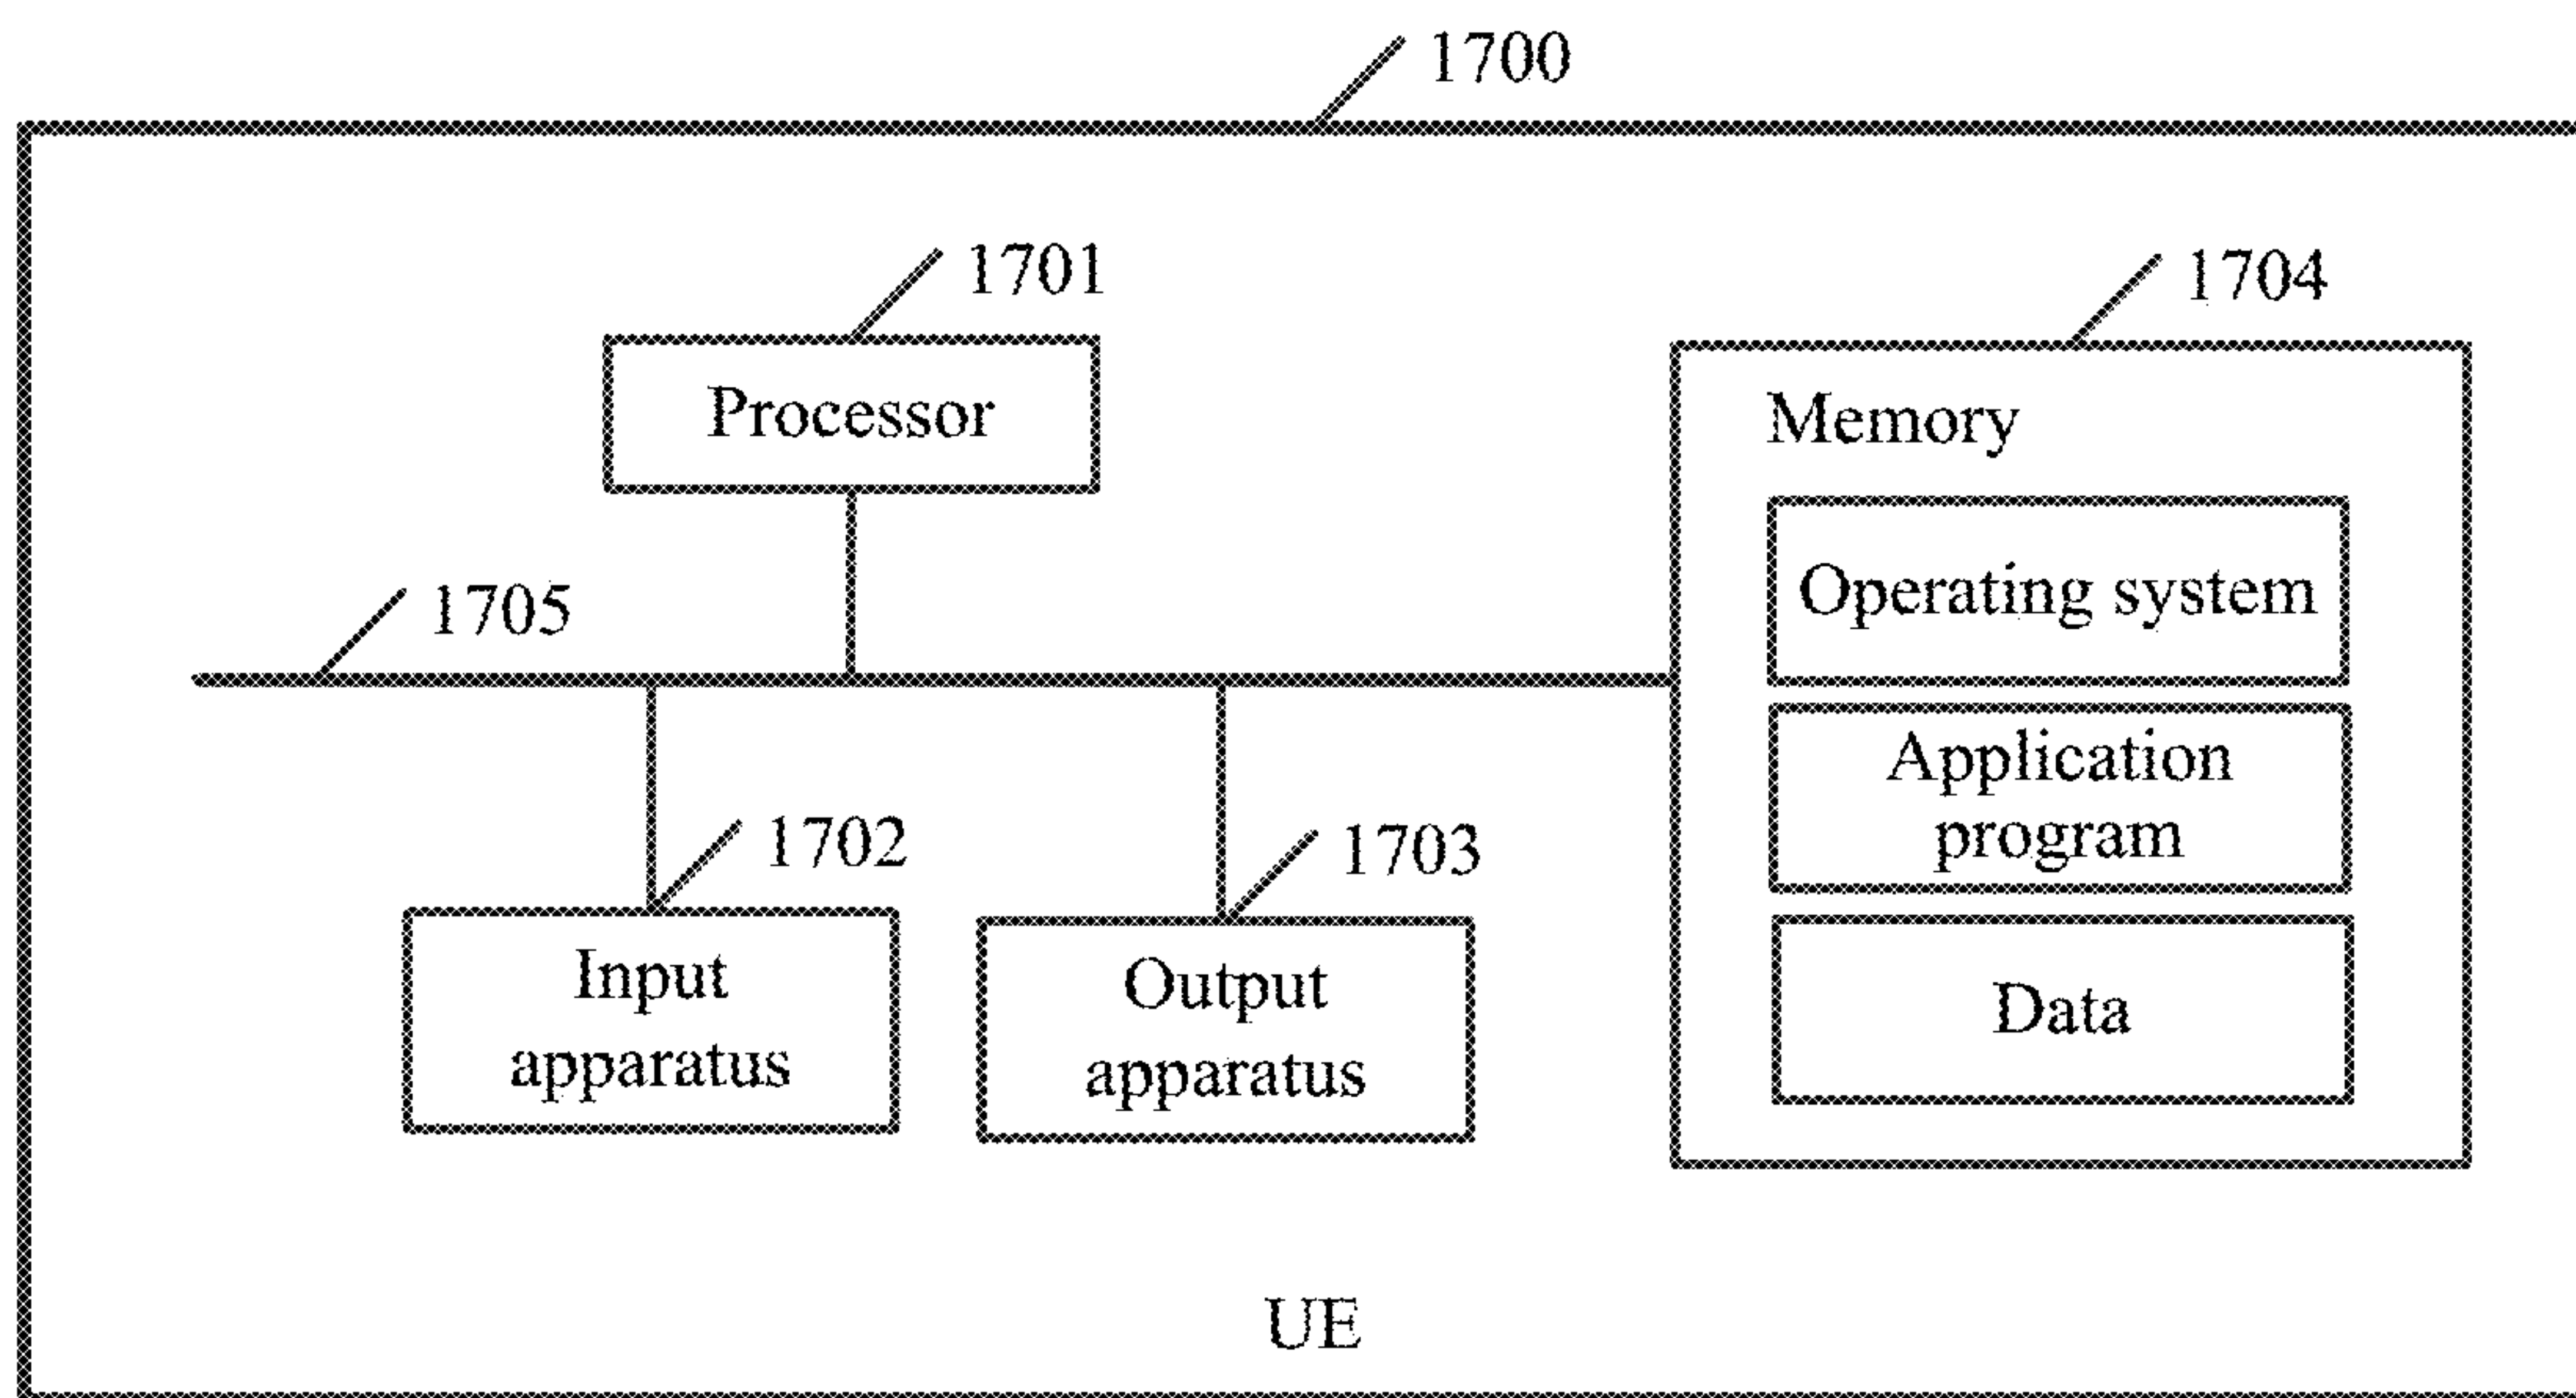 1700
1701
1704
Processor
Memory
Operating system
1705
Application
program
1702
1703
Input
apparatus
Output
apparatus
Data
UE